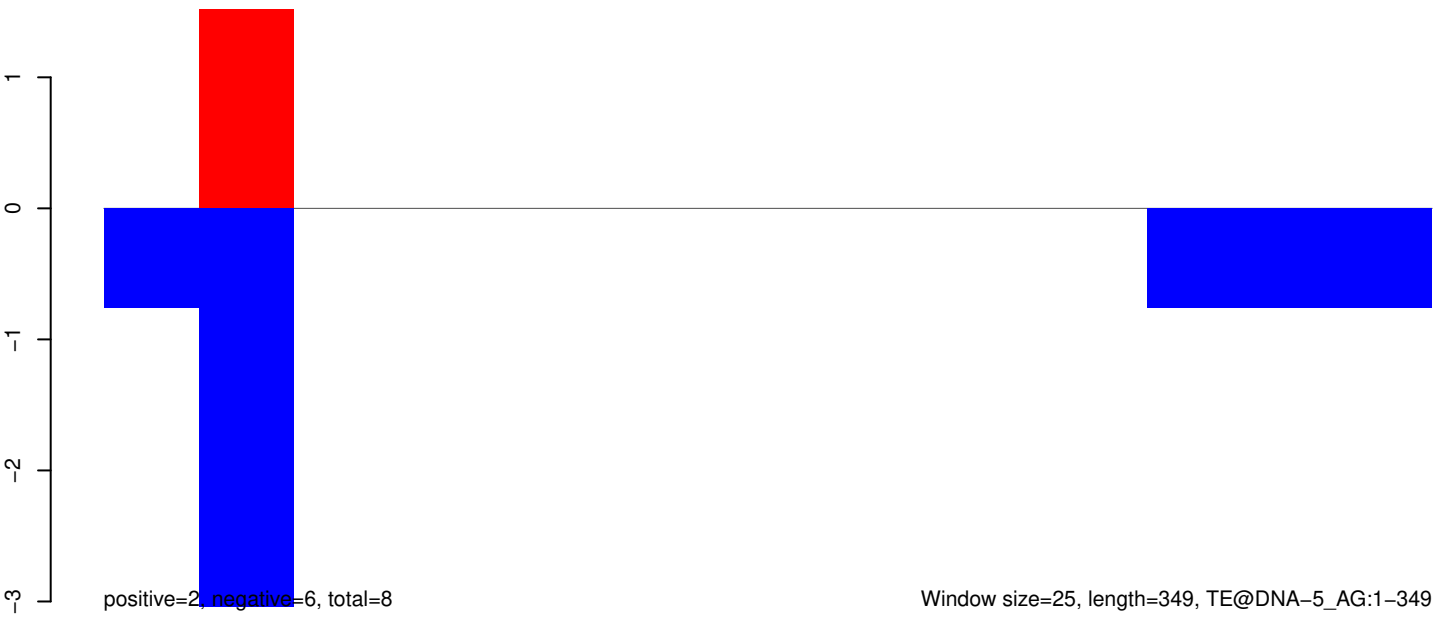 1
0
−1
−2
−3
positive=2, negative=6, total=8
Window size=25, length=349, TE@DNA−5_AG:1−349